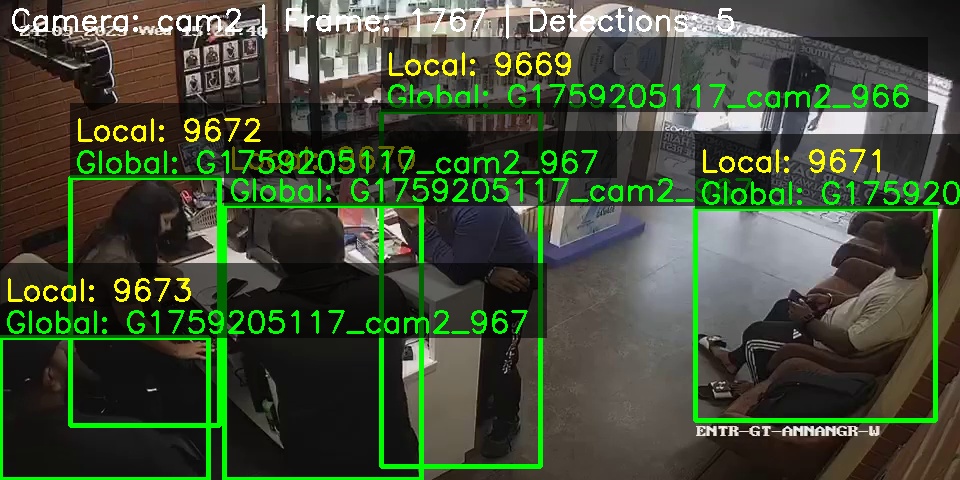 Camera: cam2 | Frame: 1767 | Detections: 5
Local: 9669
Global: G1759205117_cam2_966
Local: 9672
Global: G1759205117_cam2_967
Local: 9671
Global: G175920
Global: G1759205117_cam2_
Local: 9673
Global: G1759205117_cam2_967
ENTR-GT-ANNANGR-W